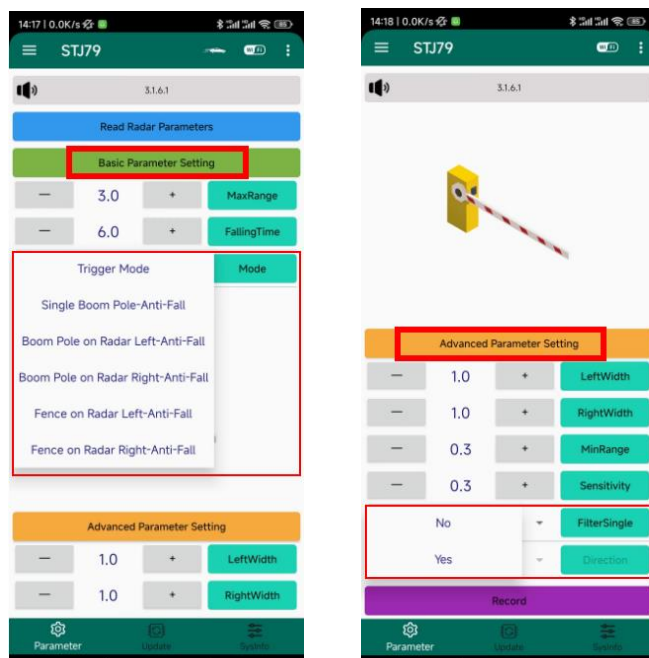 14:17 | 0.0K/s
STJ79
3.1.6.1
Read Radar Parameters
Basic Parameter Setting
— 3.0 + MaxRange
— 6.0 + FallingTime
Trigger Mode Mode
Single Boom Pole-Anti-Fall
Boom Pole on Radar Left-Anti-Fall
Boom Pole on Radar Right-Anti-Fall
Fence on Radar Left-Anti-Fall
Fence on Radar Right-Anti-Fall
Advanced Parameter Setting
— 1.0 + LeftWidth
— 1.0 + RightWidth
Parameter Update SysInfo
14:18 | 0.0K/s
STJ79
3.1.6.1
Advanced Parameter Setting
— 1.0 + LeftWidth
— 1.0 + RightWidth
— 0.3 + MinRange
— 0.3 + Sensitivity
No FilterSingle
Yes Direction
Record
Parameter Update SysInfo